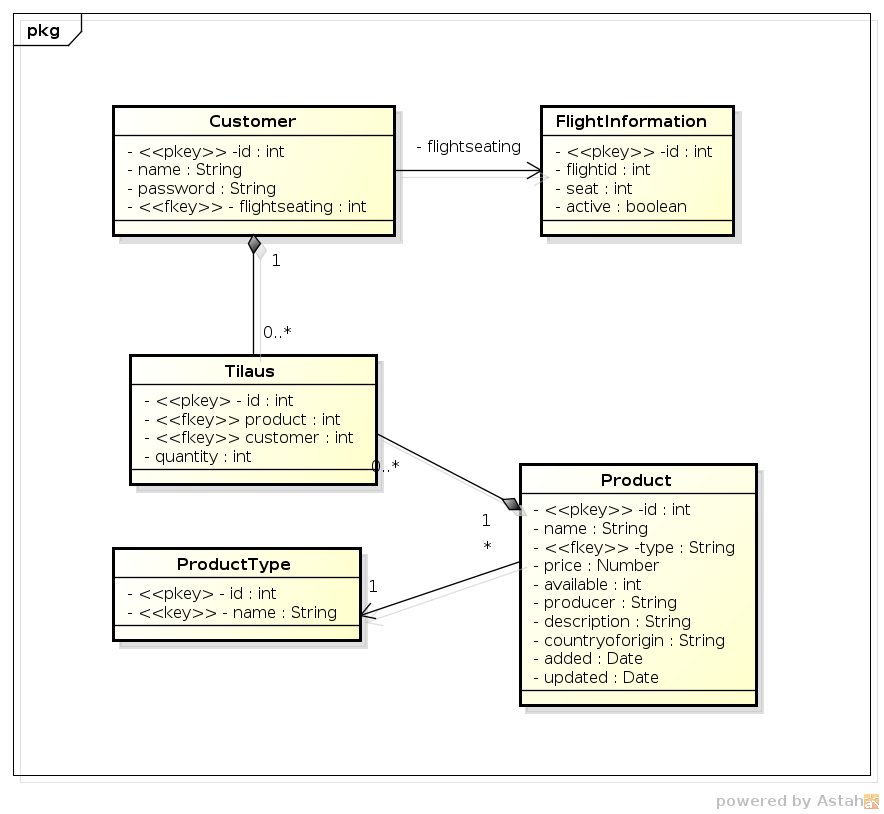 pkg
Customer
- <<pkey>> -id : int
- name : String
- password : String
- <<fkey>> - flightseating : int
- flightseating
FlightInformation
- <<pkey>> -id : int
- flightid : int
- seat : int
- active : boolean
1
0..*
Tilaus
- <<pkey> - id : int
- <<fkey>> product : int
- <<fkey>> customer : int
- quantity : int
0..*
1
*
1
Product
- <<pkey>> -id : int
- name : String
- <<fkey>> -type : String
- price : Number
- available : int
- producer : String
- description : String
- countryoforigin : String
- added : Date
- updated : Date
ProductType
- <<pkey> - id : int
- <<key>> - name : String
powered by Astah